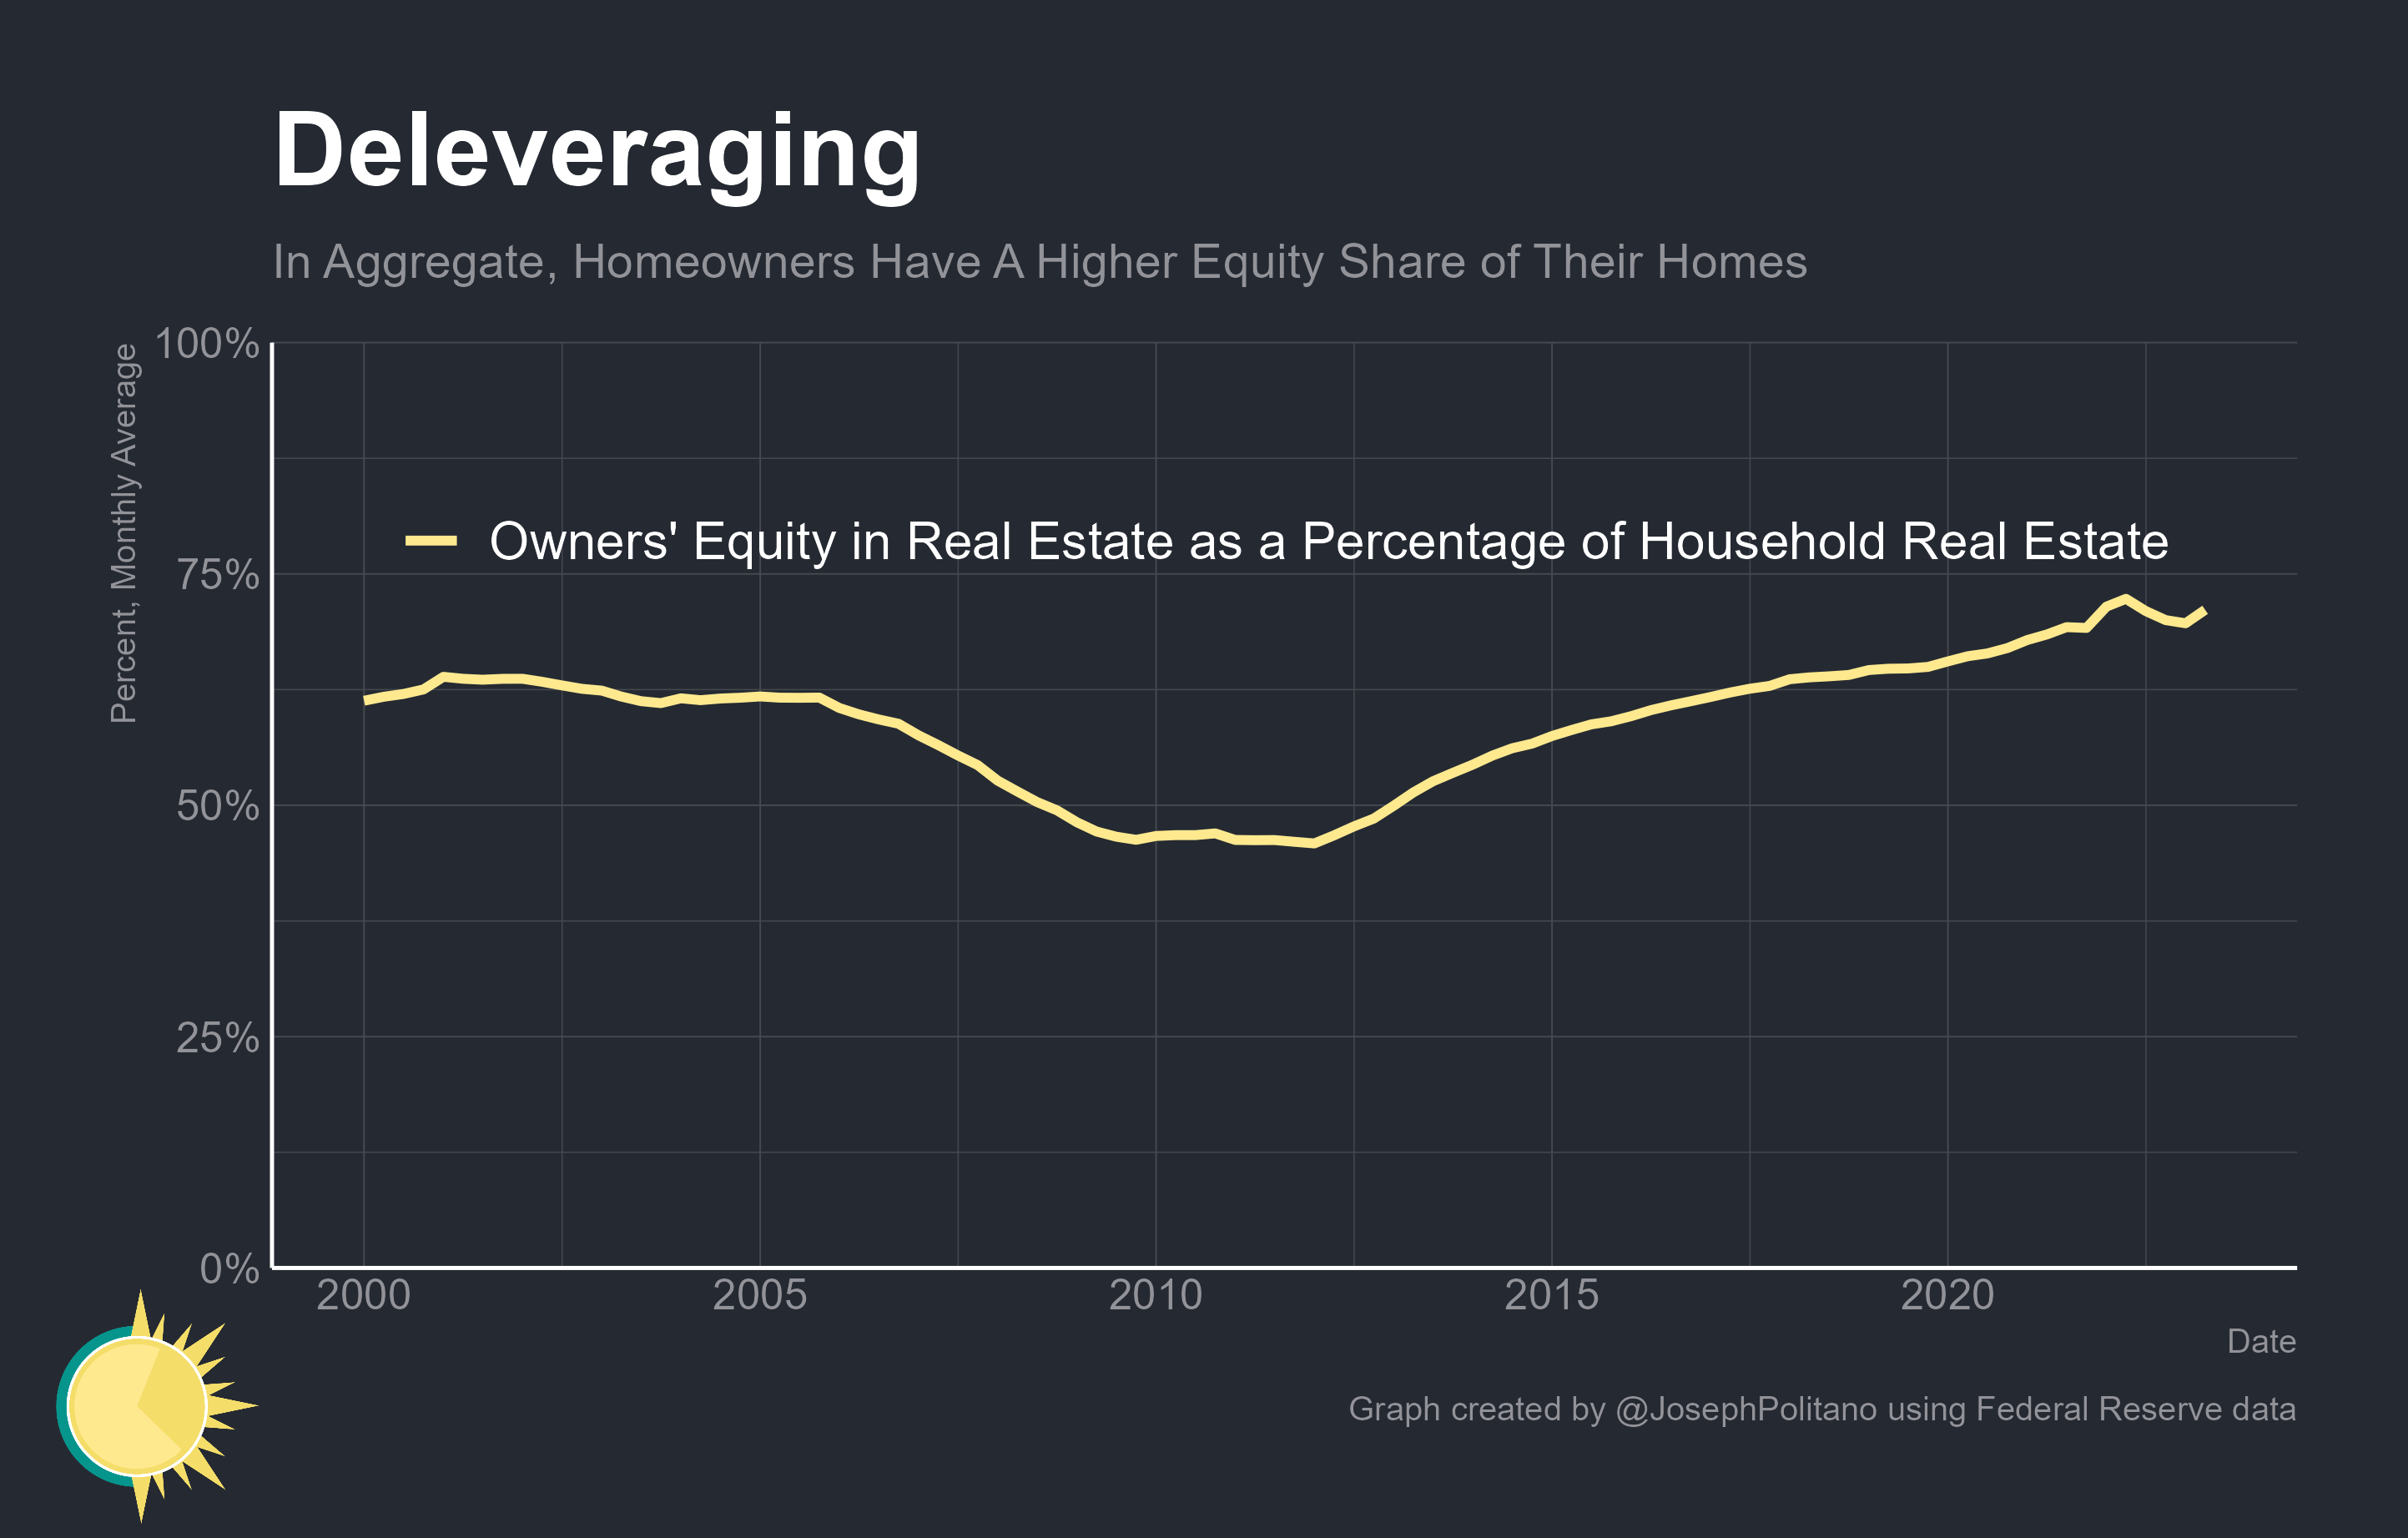 Deleveraging
In Aggregate, Homeowners Have A Higher Equity Share of Their Homes
Percent, Monthly Average
100%
75%
50%
25%
0%
Owners' Equity in Real Estate as a Percentage of Household Real Estate
2000
2005
2010
2015
2020
Date
Graph created by @JosephPolitano using Federal Reserve data